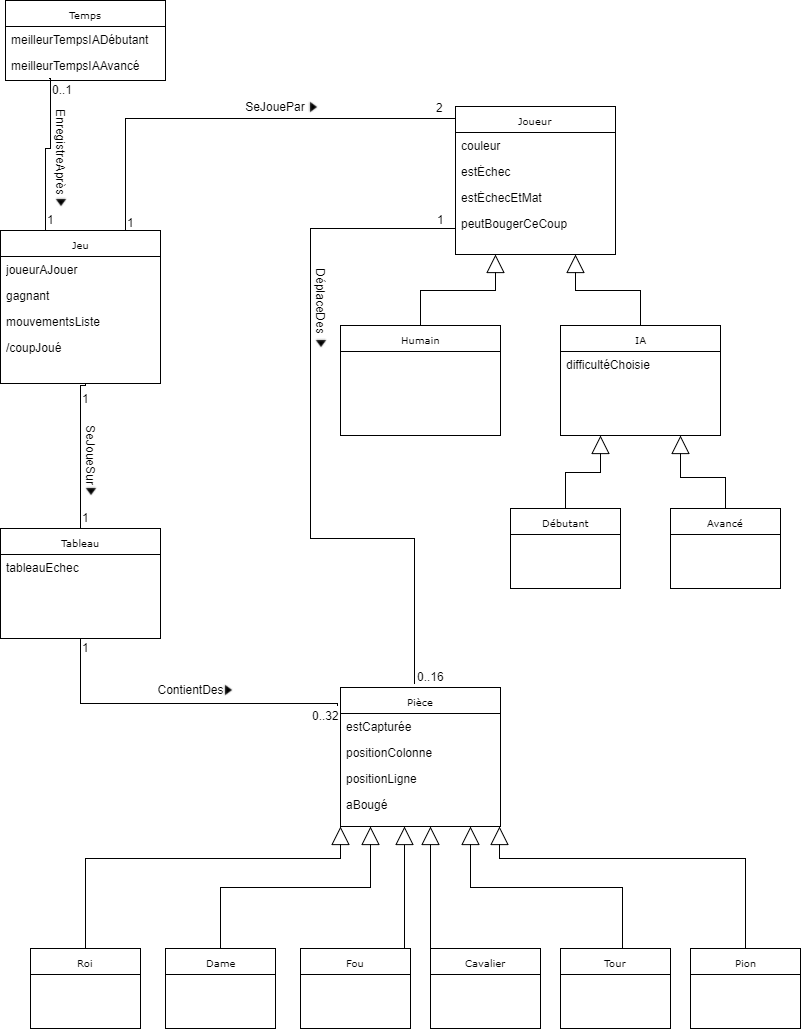 Temps
meilleurTempsIADébutant
meilleurTempsIAAvancé
0..1
EnregistreAprès
1
SeJouePar
2
1
Joueur
couleur
estÉchec
estÉchecEtMat
peutBougerCeCoup
1
DéplaceDes
Jeu
joueurAJouer
gagnant
mouvementsListe
/coupJoué
1
SeJoueSur
1
Humain
IA
difficultéChoisie
Débutant
Avancé
Tableau
tableauEchec
1
ContientDes
0..32
0..16
Pièce
estCapturée
positionColonne
positionLigne
aBougé
Roi
Dame
Fou
Cavalier
Tour
Pion